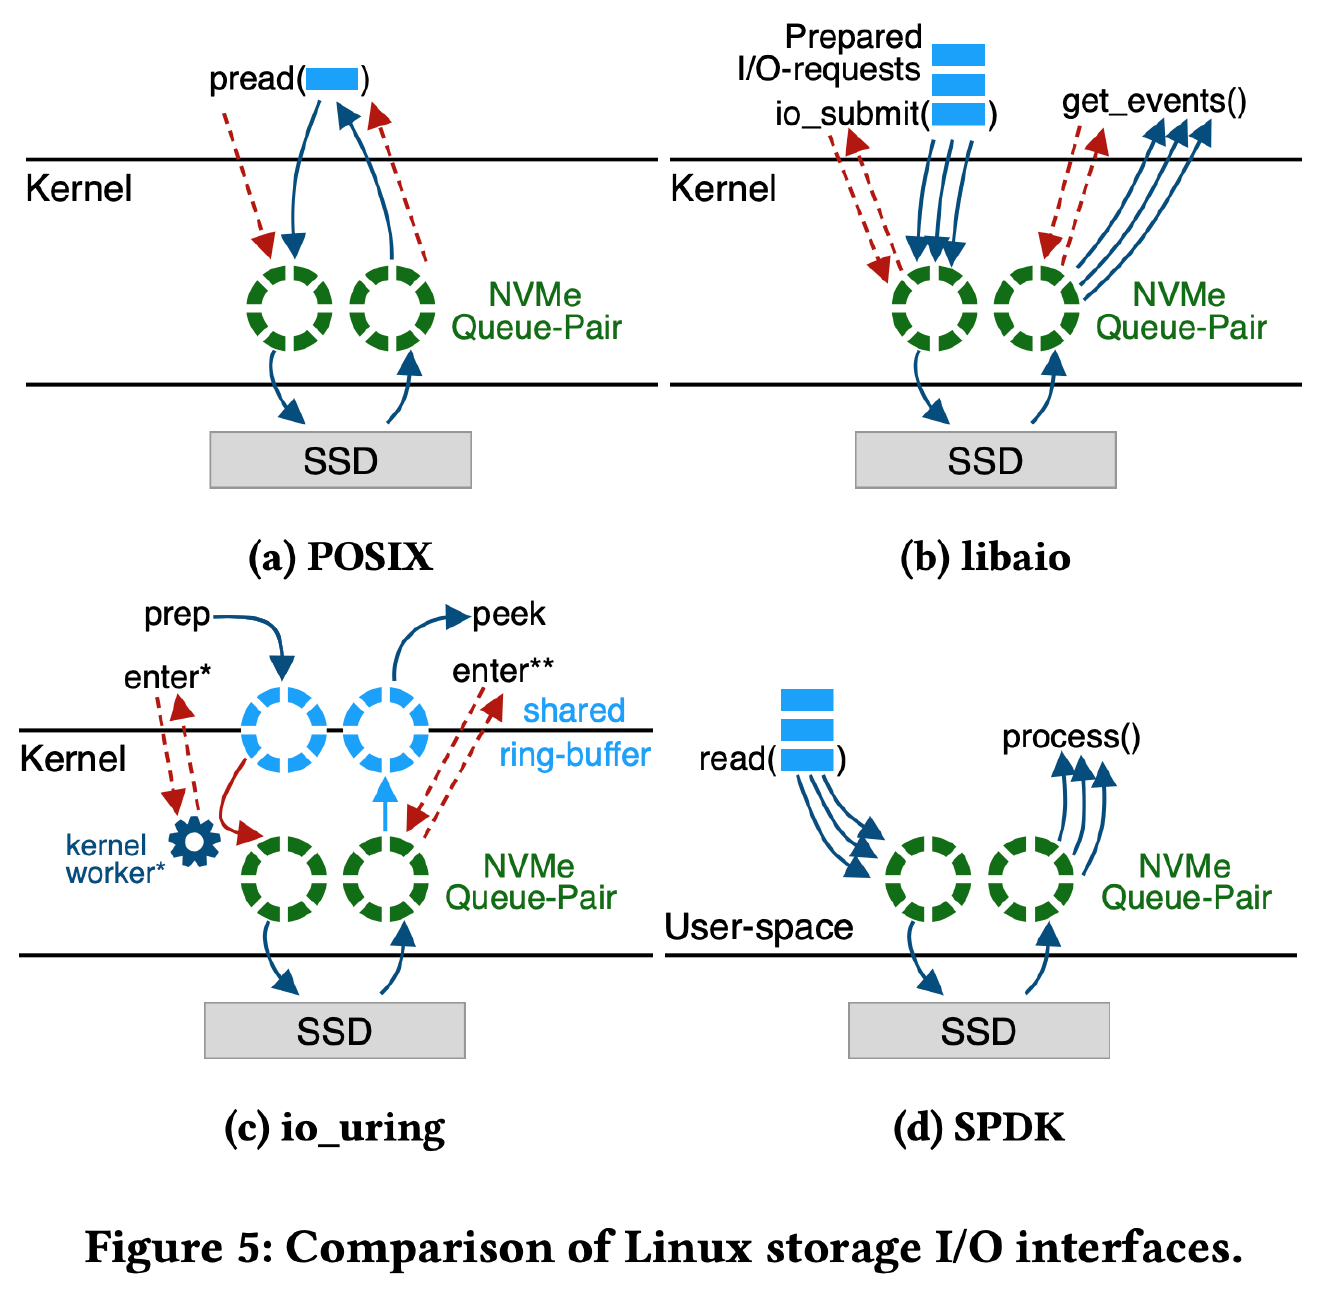 pread( )
Kernel
NVMe
Queue-Pair
SSD
(a) POSIX
Prepared
I/O-requests
io_submit( )
get_events()
Kernel
NVMe
Queue-Pair
SSD
(b) libaio
prep
peek
enter*
enter**
shared
ring-buffer
Kernel
kernel
worker*
NVMe
Queue-Pair
SSD
(c) io_uring
read( )
process()
NVMe
Queue-Pair
User-space
SSD
(d) SPDK
Figure 5: Comparison of Linux storage I/O interfaces.